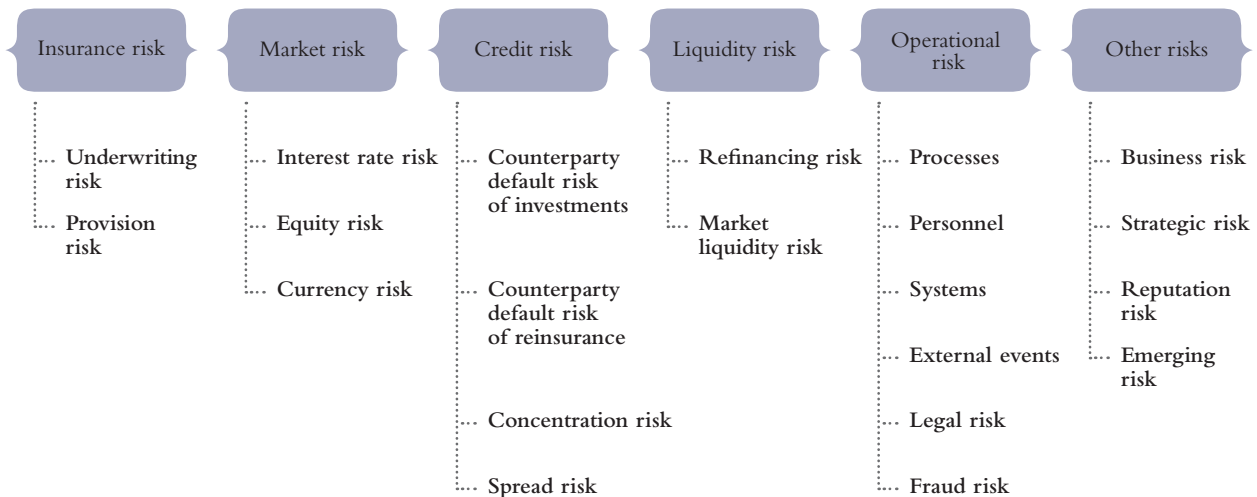 Insurance risk
Underwriting
risk
Provision
risk
Market risk
Interest rate risk
Equity risk
Currency risk
Credit risk
Counterparty
default risk
of investments
Counterparty
default risk
of reinsurance
Concentration risk
Spread risk
Liquidity risk
Refinancing risk
Market
liquidity risk
Operational
risk
Processes
Personnel
Systems
External events
Legal risk
Fraud risk
Other risks
Business risk
Strategic risk
Reputation
risk
Emerging
risk